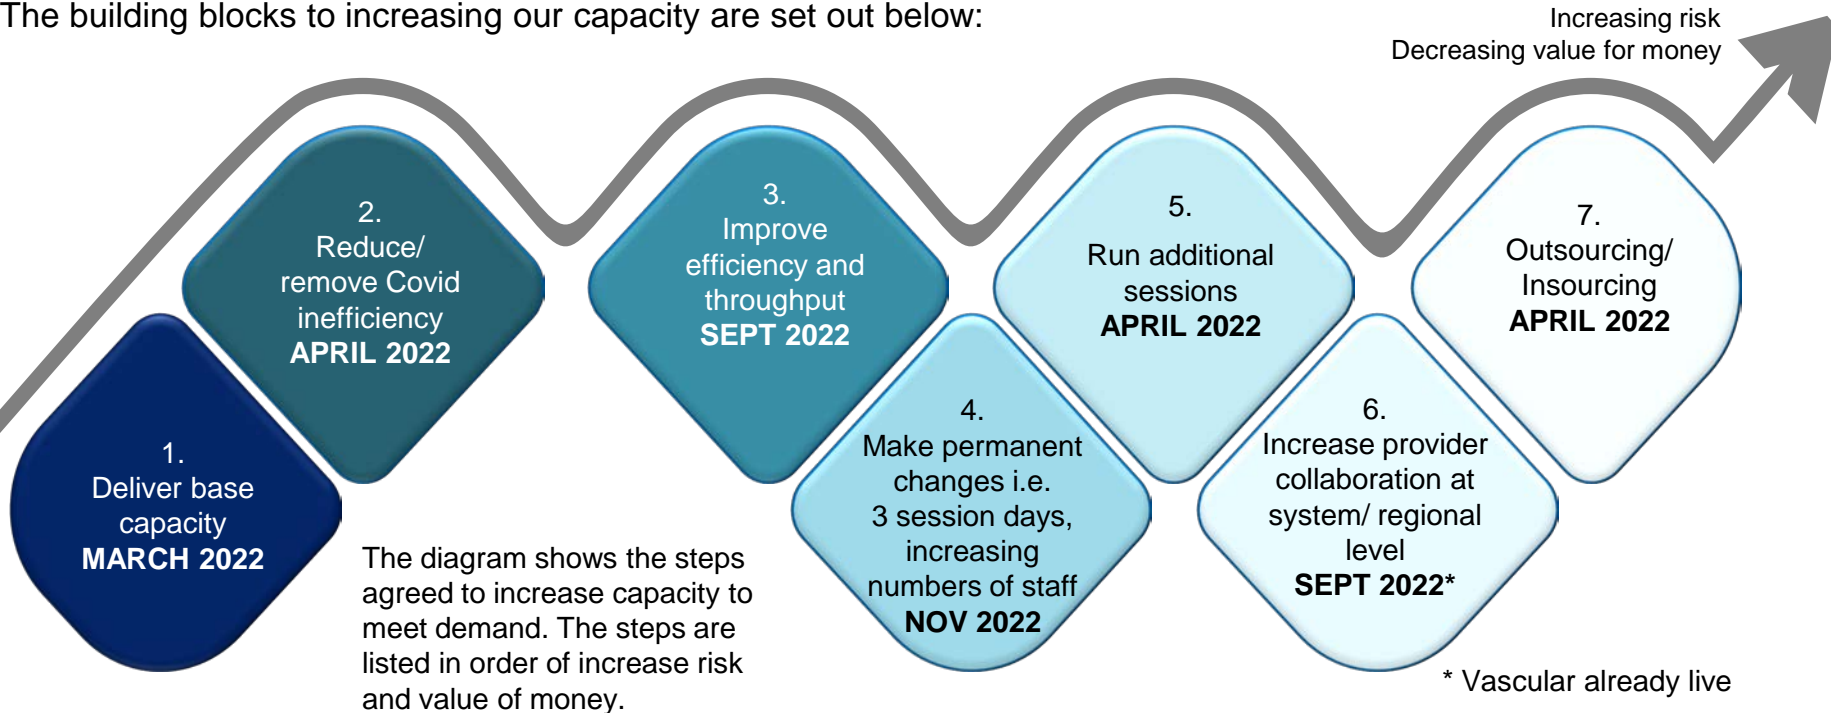 The building blocks to increasing our capacity are set out below:
Increasing risk
Decreasing value for money
1.
Deliver base
capacity
MARCH 2022
2.
Reduce/
remove Covid
inefficiency
APRIL 2022
3.
Improve
efficiency and
throughput
SEPT 2022
4.
Make permanent
changes i.e.
3 session days,
increasing
numbers of staff
NOV 2022
5.
Run additional
sessions
APRIL 2022
6.
Increase provider
collaboration at
system/ regional
level
SEPT 2022*
7.
Outsourcing/
Insourcing
APRIL 2022
The diagram shows the steps
agreed to increase capacity to
meet demand. The steps are
listed in order of increase risk
and value of money.
* Vascular already live